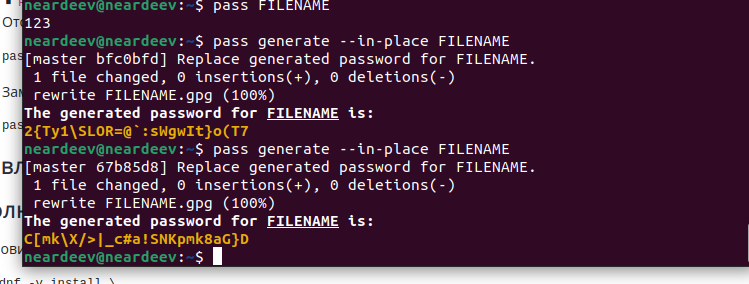 neardeev@neardeev:~$ pass FILENAME
Ото
123
neardeev@neardeev:~$ pass generate --in-place FILENAME
pas
[master bfc0bfd] Replace generated password for FILENAME.
1 file changed, 0 insertions(+), 0 deletions(-)
Зам
rewrite FILENAME.gpg (100%)
The generated password for FILENAME is:
pas
2{Ty1\SLOR=@`:sWgwIt}o(T7
neardeev@neardeev:~$ pass generate --in-place FILENAME
[master 67b85d8] Replace generated password for FILENAME.
1 file changed, 0 insertions(+), 0 deletions(-)
rewrite FILENAME.gpg (100%)
The generated password for FILENAME is:
C[mk\X/>|_c#a!SNKpmk8aG}D
neardeev@neardeev:~$
dnf -y install \